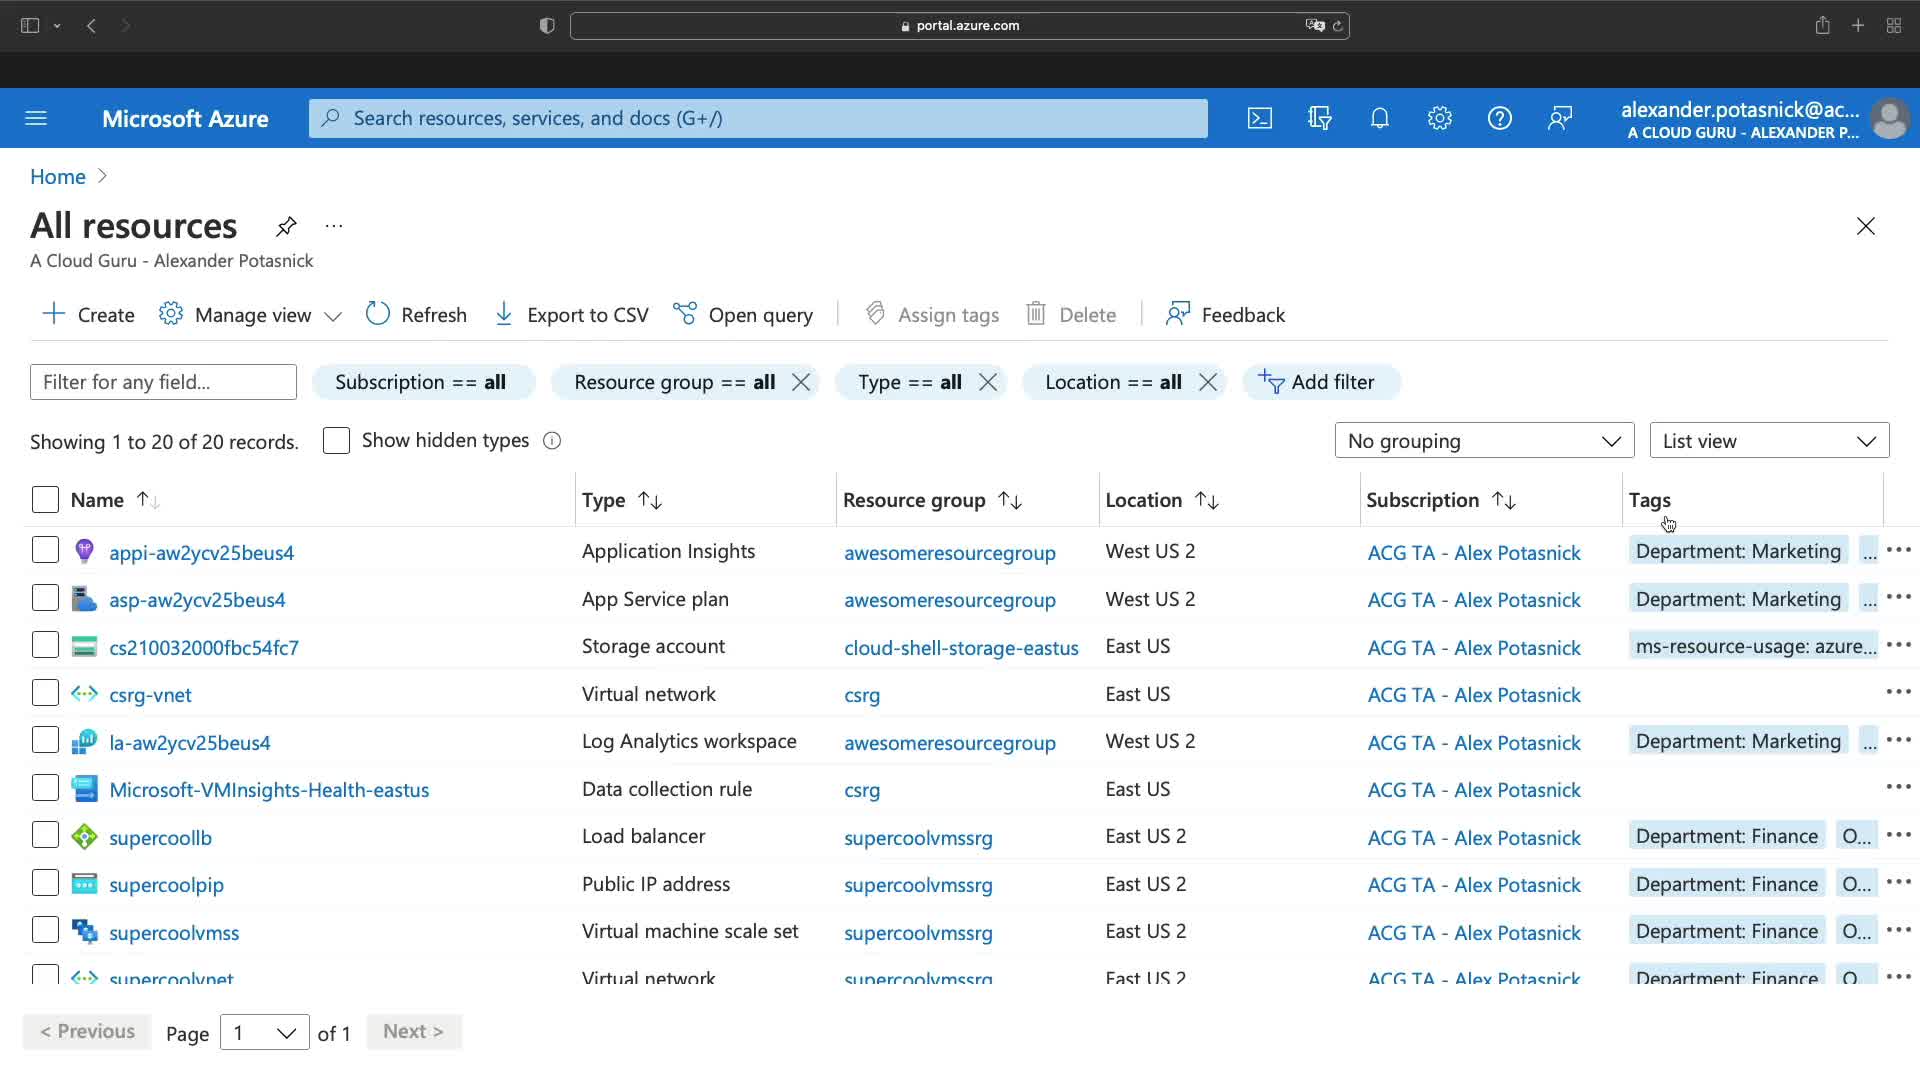 portal.azure.com
Microsoft Azure
Search resources, services, and docs (G+/)
alexander.potasnick@ac...
A CLOUD GURU - ALEXANDER P...
Home >
All resources ...
A Cloud Guru - Alexander Potasnick
Create Manage view Refresh Export to CSV Open query Assign tags Delete Feedback
Filter for any field... Subscription == all Resource group == all Type == all Location == all Add filter
Showing 1 to 20 of 20 records. Show hidden types No grouping List view
Name Type Resource group Location Subscription Tags
appi-aw2ycv25beus4 Application Insights awesomeresourcegroup West US 2 ACG TA - Alex Potasnick Department: Marketing ...
asp-aw2ycv25beus4 App Service plan awesomeresourcegroup West US 2 ACG TA - Alex Potasnick Department: Marketing ...
cs210032000fbc54fc7 Storage account cloud-shell-storage-eastus East US ACG TA - Alex Potasnick ms-resource-usage: azure...
csrg-vnet Virtual network csrg East US ACG TA - Alex Potasnick
la-aw2ycv25beus4 Log Analytics workspace awesomeresourcegroup West US 2 ACG TA - Alex Potasnick Department: Marketing ...
Microsoft-VMInsights-Health-eastus Data collection rule csrg East US ACG TA - Alex Potasnick
supercoollb Load balancer supercoolvmssrg East US 2 ACG TA - Alex Potasnick Department: Finance O...
supercoolpip Public IP address supercoolvmssrg East US 2 ACG TA - Alex Potasnick Department: Finance O...
supercoolvmss Virtual machine scale set supercoolvmssrg East US 2 ACG TA - Alex Potasnick Department: Finance O...
supercoolvnet Virtual network supercoolvmssrg East US 2 ACG TA - Alex Potasnick Department: Finance O...
< Previous Page 1 of 1 Next >